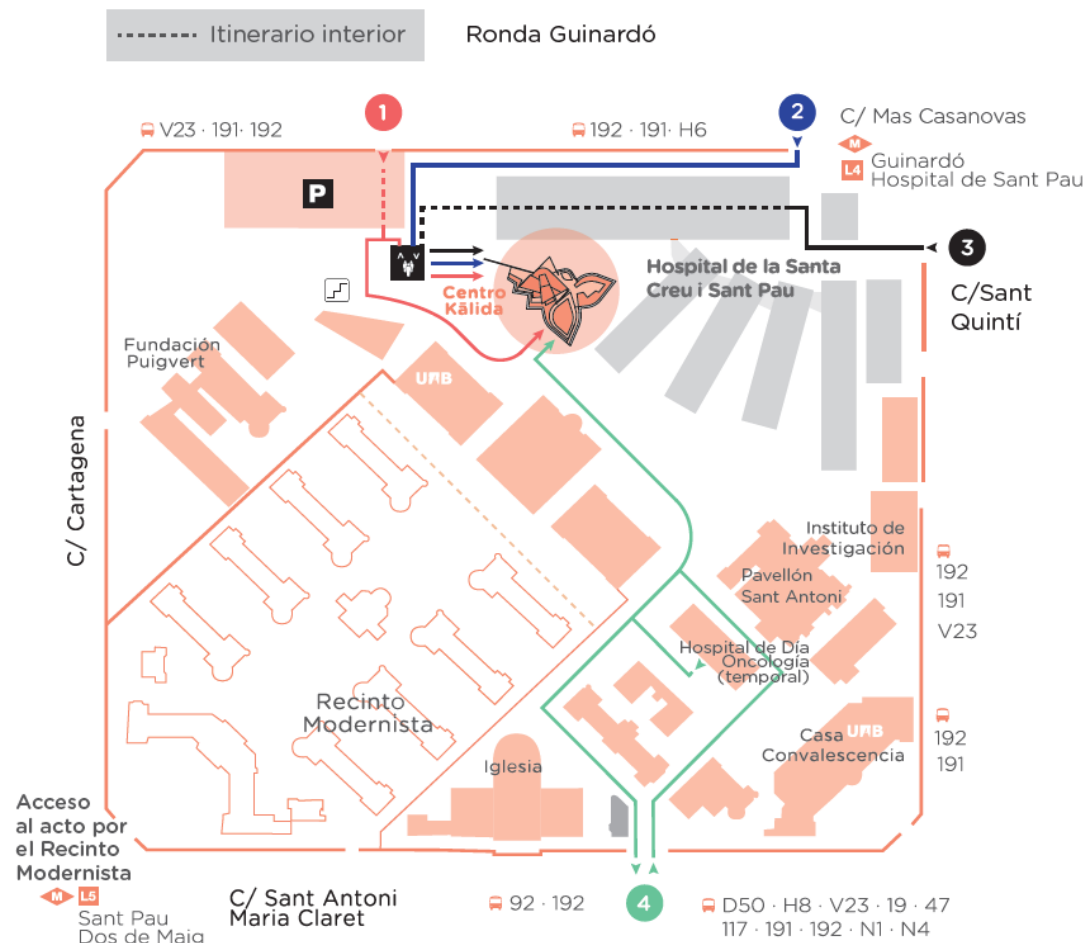 Itinerario interior
Ronda Guinardó
1
2
V23 · 191· 192
192 · 191· H6
C/ Mas Casanovas
M
L4
Guinardó
Hospital de Sant Pau
P
3
C/Sant
Quintí
Hospital de la Santa
Creu i Sant Pau
Centro
Kālida
Fundación
Puigvert
UAB
C/ Cartagena
Instituto de
Investigación
Pavellón
Sant Antoni
192
191
V23
Hospital de Día
Oncología
(temporal)
Recinto
Modernista
Casa
Convalescencia
UAB
192
191
Iglesia
Acceso
al acto por
el Recinto
Modernista
M
L5
Sant Pau
Dos de Maig
C/ Sant Antoni
Maria Claret
92 · 192
4
D50 · H8 · V23 · 19 · 47
117 · 191 · 192 · N1 · N4